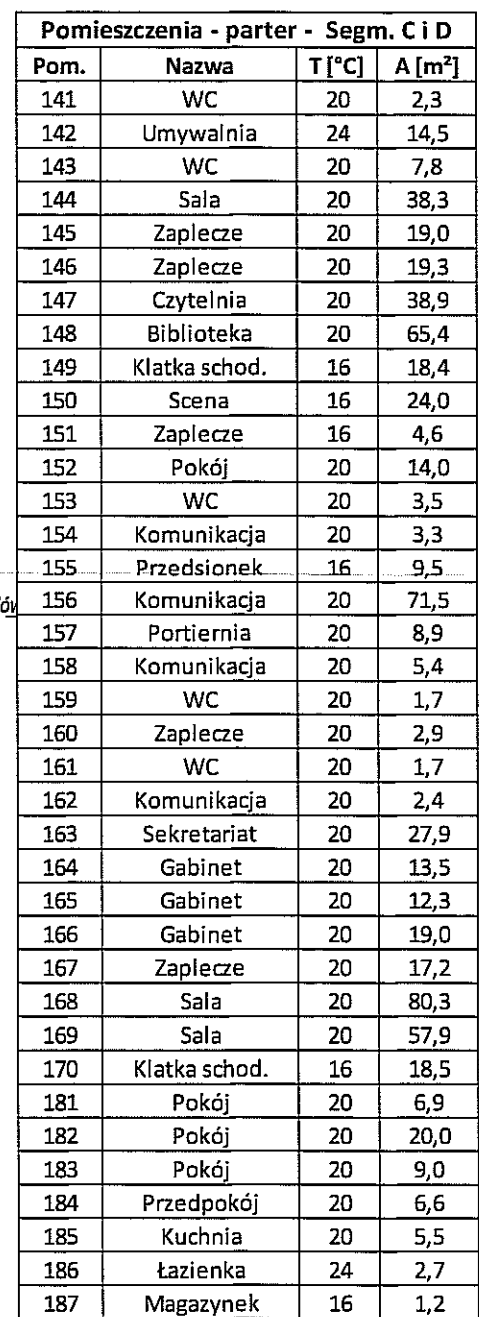 Pomieszczenia - parter - Segm. C i D
Pom. Nazwa T [°C] A [m²]
141 WC 20 2,3
142 Umywalnia 24 14,5
143 WC 20 7,8
144 Sala 20 38,3
145 Zaplecze 20 19,0
146 Zaplecze 20 19,3
147 Czytelnia 20 38,9
148 Biblioteka 20 65,4
149 Klatka schod. 16 18,4
150 Scena 16 24,0
151 Zaplecze 16 4,6
152 Pokój 20 14,0
153 WC 20 3,5
154 Komunikacja 20 3,3
155 Przedsionek 16 9,5
156 Komunikacja 20 71,5
157 Portiernia 20 8,9
158 Komunikacja 20 5,4
159 WC 20 1,7
160 Zaplecze 20 2,9
161 WC 20 1,7
162 Komunikacja 20 2,4
163 Sekretariat 20 27,9
164 Gabinet 20 13,5
165 Gabinet 20 12,3
166 Gabinet 20 19,0
167 Zaplecze 20 17,2
168 Sala 20 80,3
169 Sala 20 57,9
170 Klatka schod. 16 18,5
181 Pokój 20 6,9
182 Pokój 20 20,0
183 Pokój 20 9,0
184 Przedpokój 20 6,6
185 Kuchnia 20 5,5
186 Łazienka 24 2,7
187 Magazynek 16 1,2